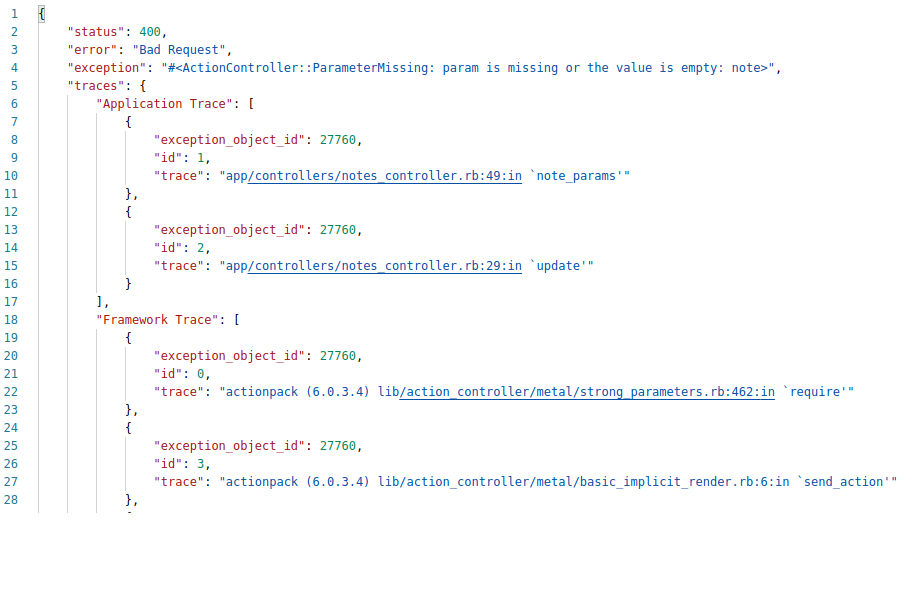 1 {
2 "status": 400,
3 "error": "Bad Request",
4 "exception": "#<ActionController::ParameterMissing: param is missing or the value is empty: note>",
5 "traces": {
6 "Application Trace": [
7 {
8 "exception_object_id": 27760,
9 "id": 1,
10 "trace": "app/controllers/notes_controller.rb:49:in `note_params'"
11 },
12 {
13 "exception_object_id": 27760,
14 "id": 2,
15 "trace": "app/controllers/notes_controller.rb:29:in `update'"
16 }
17 ],
18 "Framework Trace": [
19 {
20 "exception_object_id": 27760,
21 "id": 0,
22 "trace": "actionpack (6.0.3.4) lib/action_controller/metal/strong_parameters.rb:462:in `require'"
23 },
24 {
25 "exception_object_id": 27760,
26 "id": 3,
27 "trace": "actionpack (6.0.3.4) lib/action_controller/metal/basic_implicit_render.rb:6:in `send_action'"
28 },